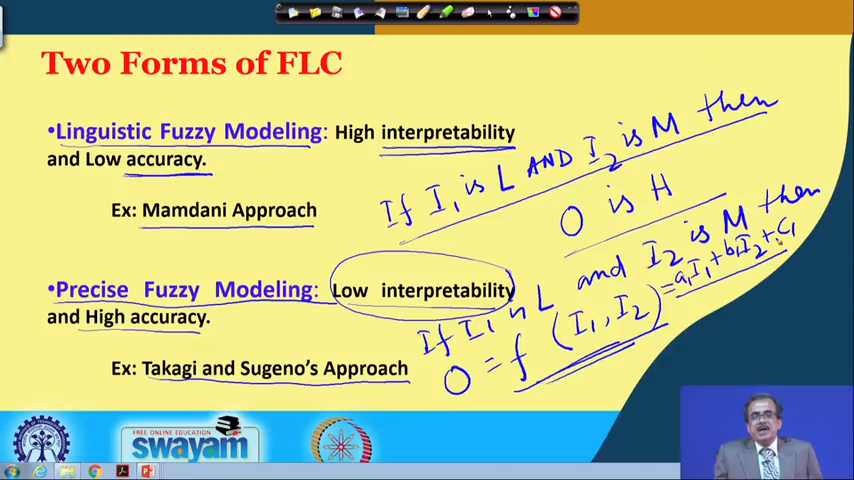 Two Forms of FLC
•Linguistic Fuzzy Modeling: High interpretability
and Low accuracy.
Ex: Mamdani Approach
If I₁ is L AND I₂ is M then
O is H
•Precise Fuzzy Modeling: Low interpretability
and High accuracy.
Ex: Takagi and Sugeno's Approach
If I₁ is L and I₂ is M then
O = f (I₁, I₂) = a₁I₁ + b₁I₂ + c₁
FREE ONLINE EDUCATION
swayam